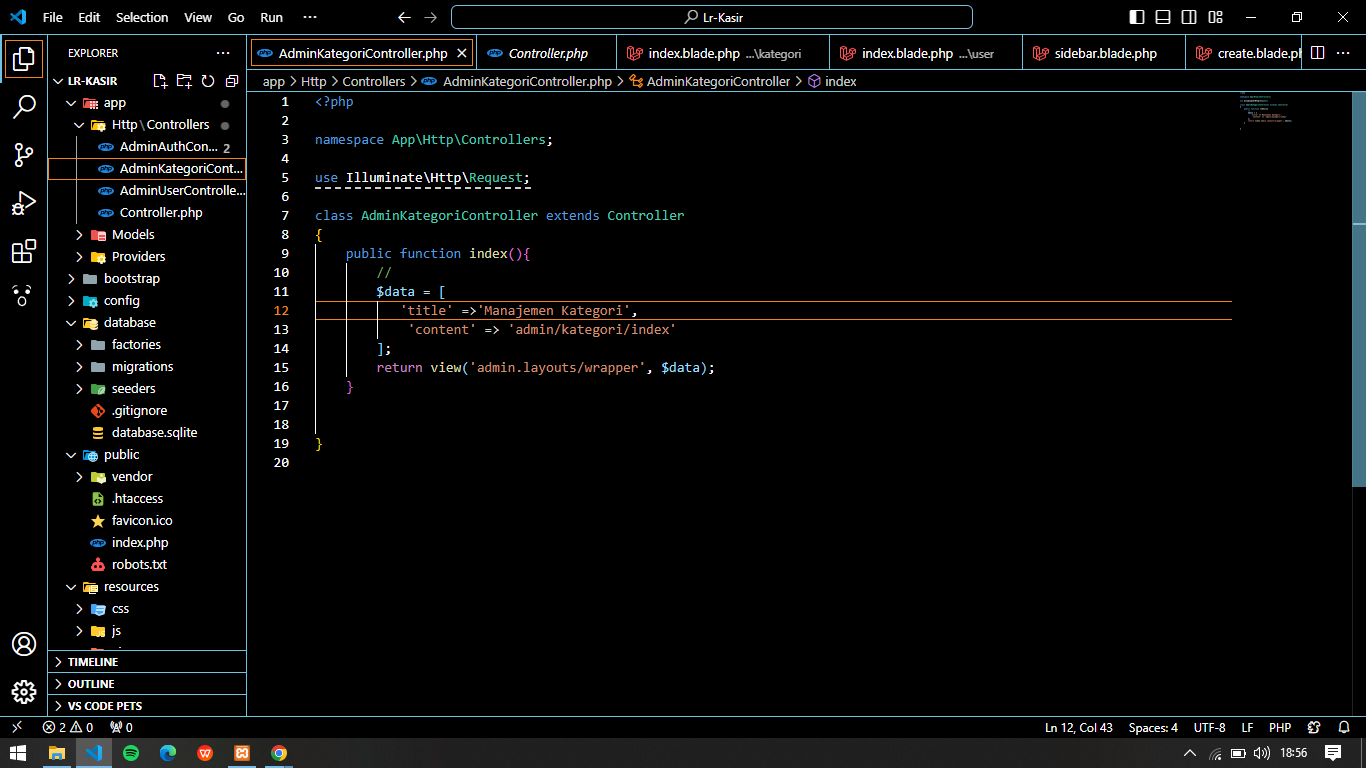 File Edit Selection View Go Run ··· Lr-Kasir
EXPLORER ···
LR-KASIR
app
Http\Controllers
AdminAuthCon... 2
AdminKategoriCont...
AdminUserControlle...
Controller.php
Models
Providers
bootstrap
config
database
factories
migrations
seeders
.gitignore
database.sqlite
public
vendor
.htaccess
favicon.ico
index.php
robots.txt
resources
css
js
TIMELINE
OUTLINE
VS CODE PETS
AdminKategoriController.php Controller.php index.blade.php ...\kategori index.blade.php ...\user sidebar.blade.php create.blade.pl
app > Http > Controllers > AdminKategoriController.php > AdminKategoriController > index
1 <?php
2
3 namespace App\Http\Controllers;
4
5 use Illuminate\Http\Request;
6
7 class AdminKategoriController extends Controller
8 {
9 public function index(){
10 //
11 $data = [
12 'title' =>'Manajemen Kategori',
13 'content' => 'admin/kategori/index'
14 ];
15 return view('admin.layouts/wrapper', $data);
16 }
17
18
19 }
20
2 0 0 Ln 12, Col 43 Spaces: 4 UTF-8 LF PHP
18:56